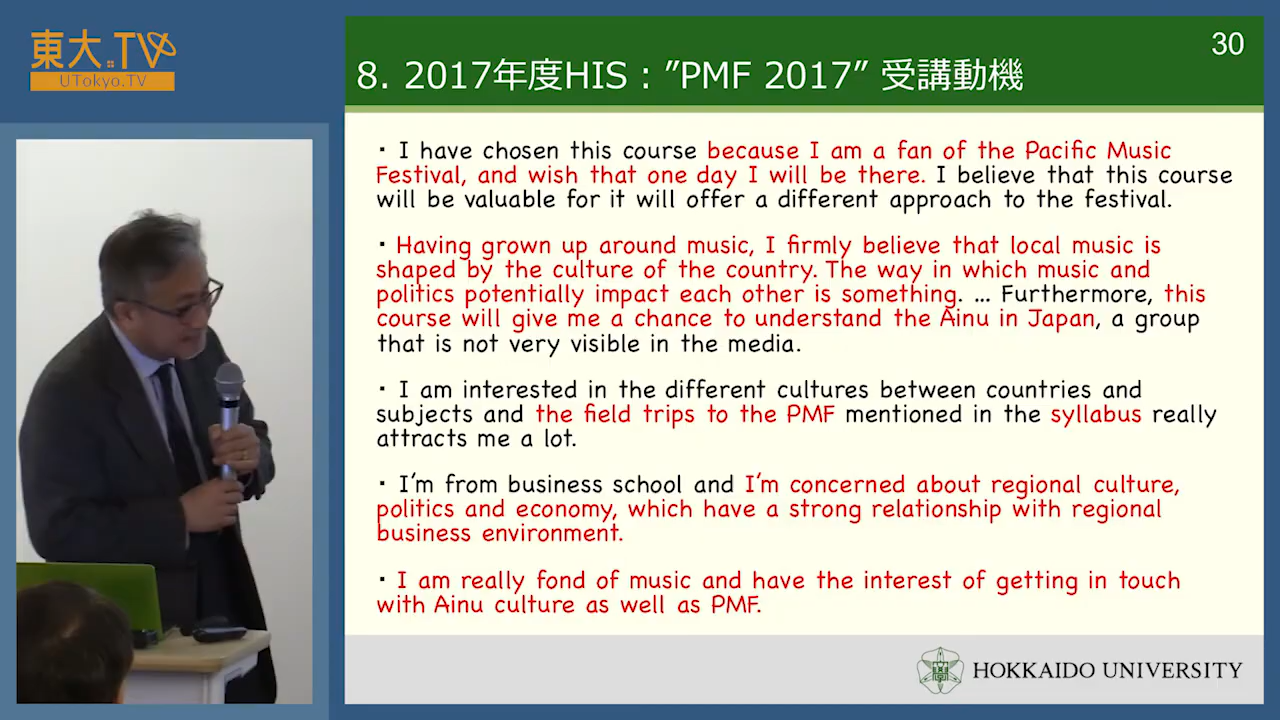 東大.TV
UTokyo.TV
30
8. 2017年度HIS：”PMF 2017” 受講動機
・I have chosen this course because I am a fan of the Pacific Music
Festival, and wish that one day I will be there. I believe that this course
will be valuable for it will offer a different approach to the festival.
・Having grown up around music, I firmly believe that local music is
shaped by the culture of the country. The way in which music and
politics potentially impact each other is something. … Furthermore, this
course will give me a chance to understand the Ainu in Japan, a group
that is not very visible in the media.
・I am interested in the different cultures between countries and
subjects and the field trips to the PMF mentioned in the syllabus really
attracts me a lot.
・I’m from business school and I’m concerned about regional culture,
politics and economy, which have a strong relationship with regional
business environment.
・I am really fond of music and have the interest of getting in touch
with Ainu culture as well as PMF.
HOKKAIDO UNIVERSITY